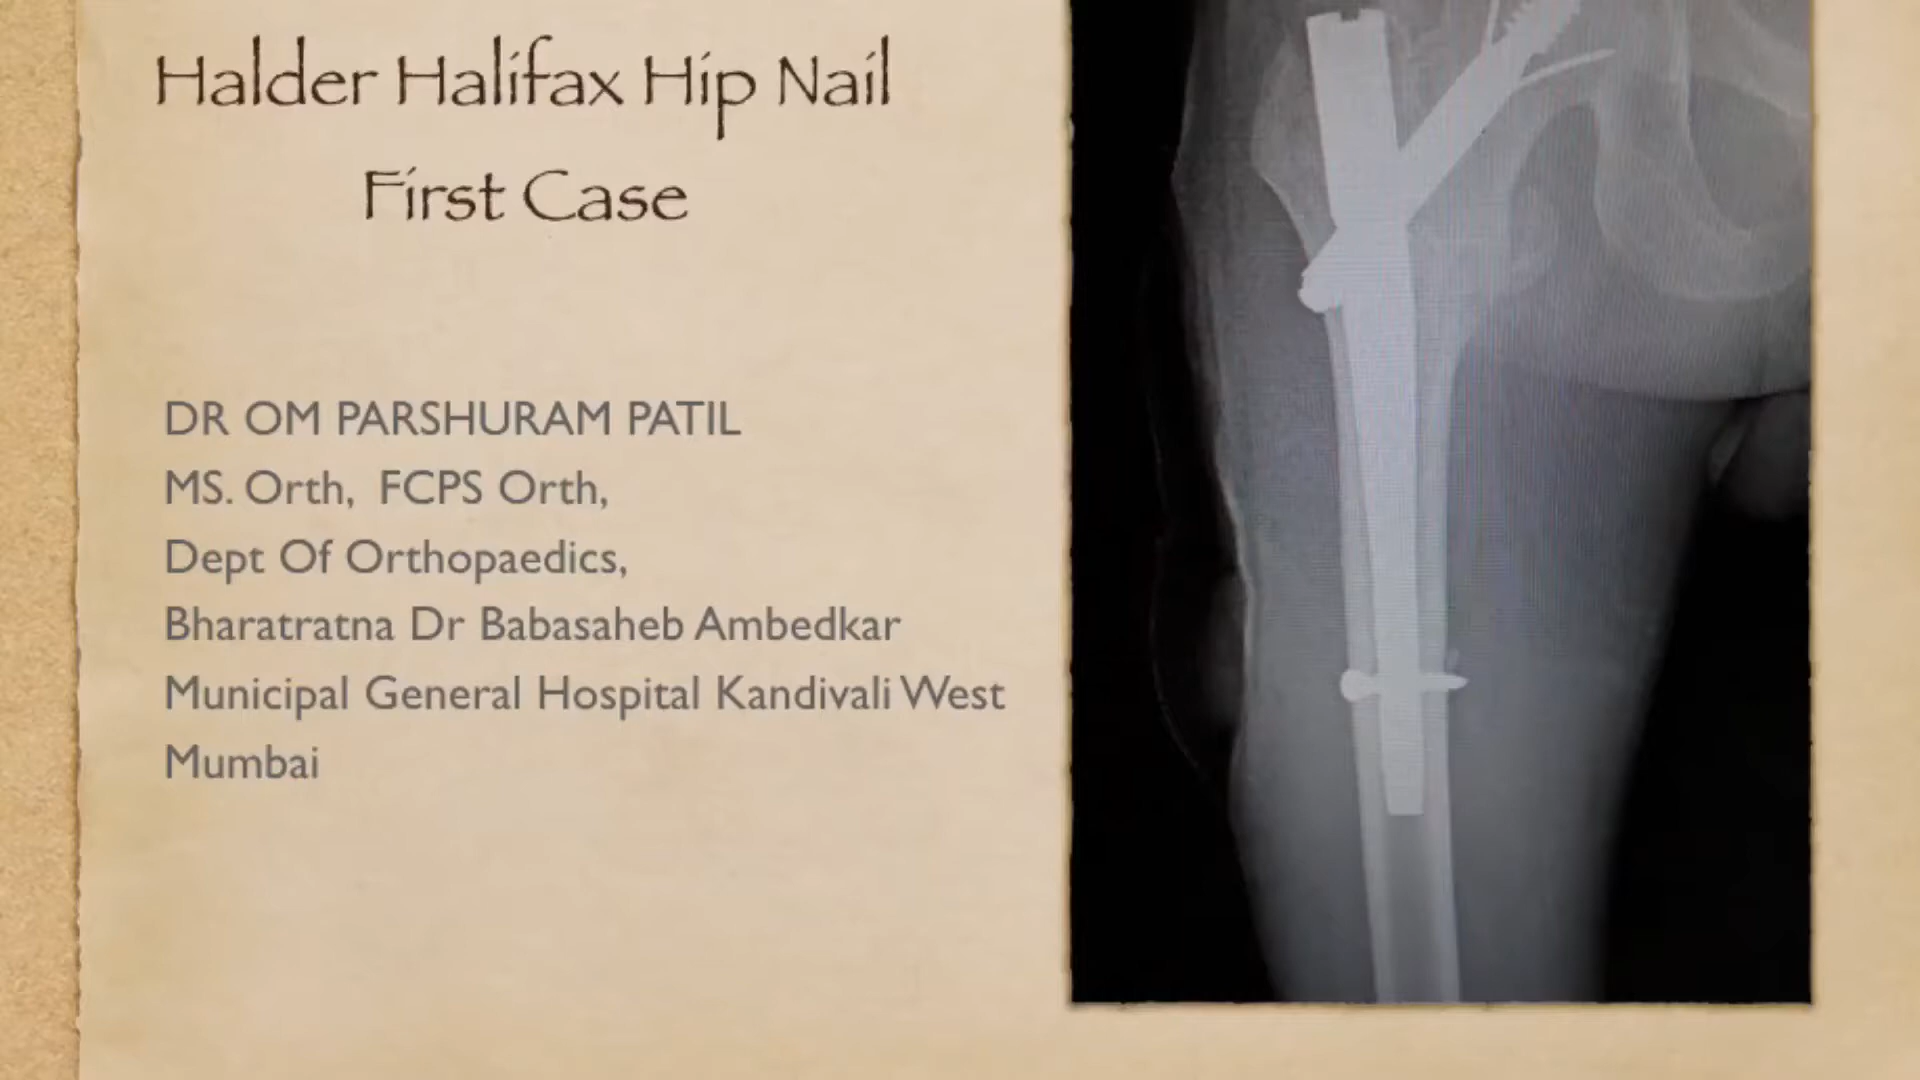 Halder Halifax Hip Nail
First Case
DR OM PARSHURAM PATIL
MS. Orth, FCPS Orth,
Dept Of Orthopaedics,
Bharatratna Dr Babasaheb Ambedkar
Municipal General Hospital Kandivali West
Mumbai